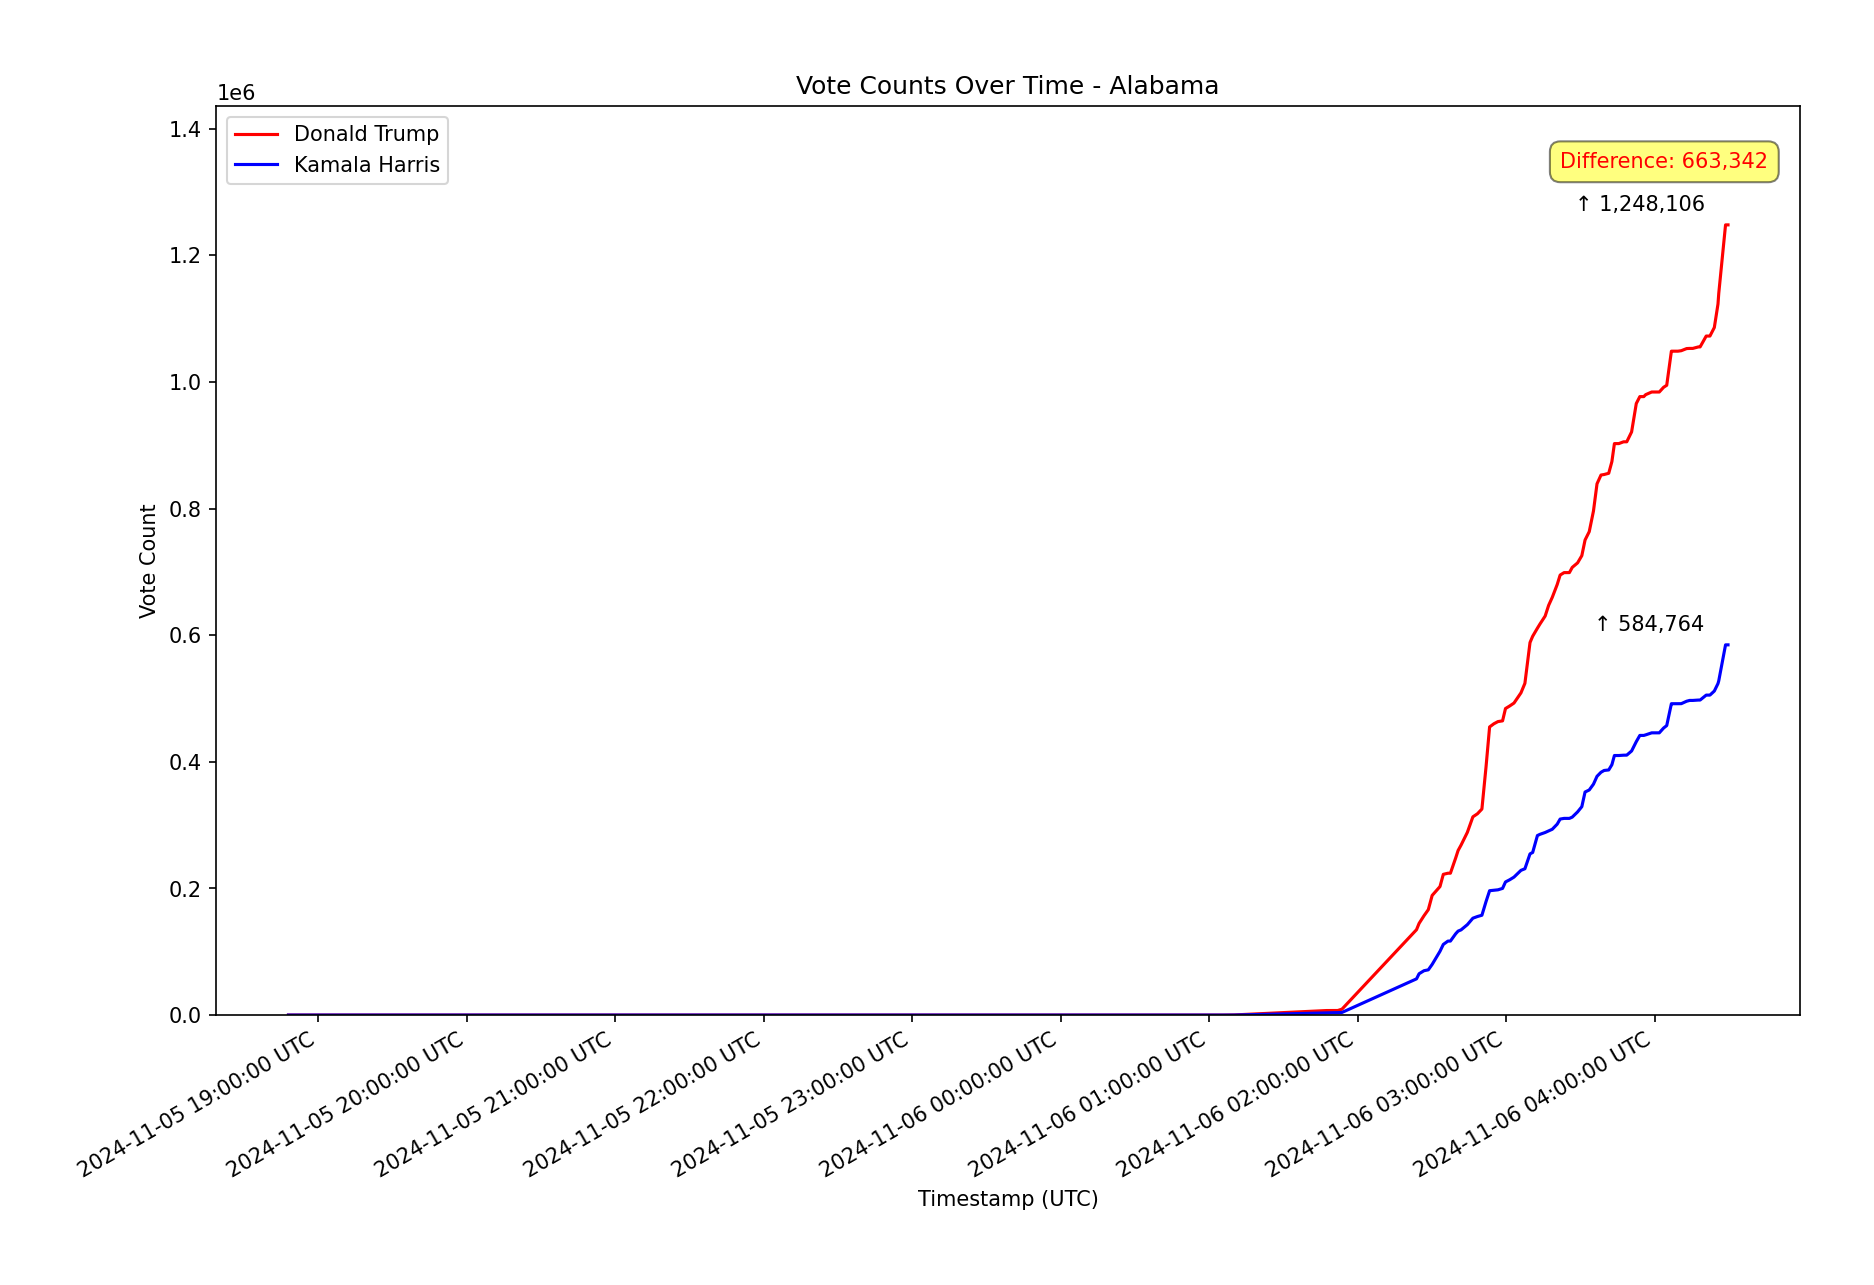 Vote Counts Over Time - Alabama
1e6
Donald Trump
Kamala Harris
Difference: 663,342
↑ 1,248,106
↑ 584,764
1.4
1.2
1.0
0.8
0.6
0.4
0.2
0.0
Vote Count
2024-11-05 19:00:00 UTC
2024-11-05 20:00:00 UTC
2024-11-05 21:00:00 UTC
2024-11-05 22:00:00 UTC
2024-11-05 23:00:00 UTC
2024-11-06 00:00:00 UTC
2024-11-06 01:00:00 UTC
2024-11-06 02:00:00 UTC
2024-11-06 03:00:00 UTC
2024-11-06 04:00:00 UTC
Timestamp (UTC)